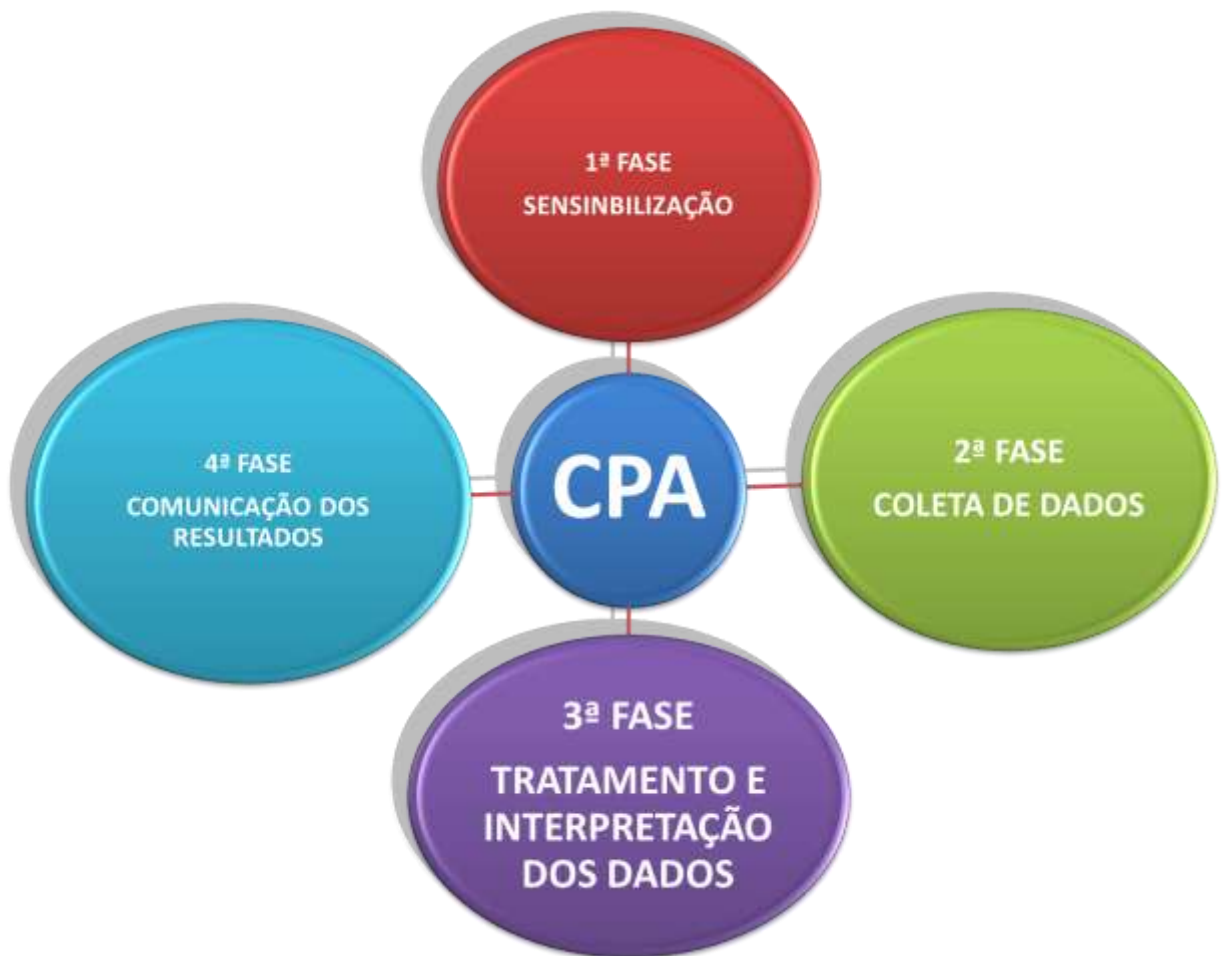 1ª FASE
SENSINBILIZAÇÃO
CPA
2ª FASE
COLETA DE DADOS
3ª FASE
TRATAMENTO E
INTERPRETAÇÃO
DOS DADOS
4ª FASE
COMUNICAÇÃO DOS
RESULTADOS